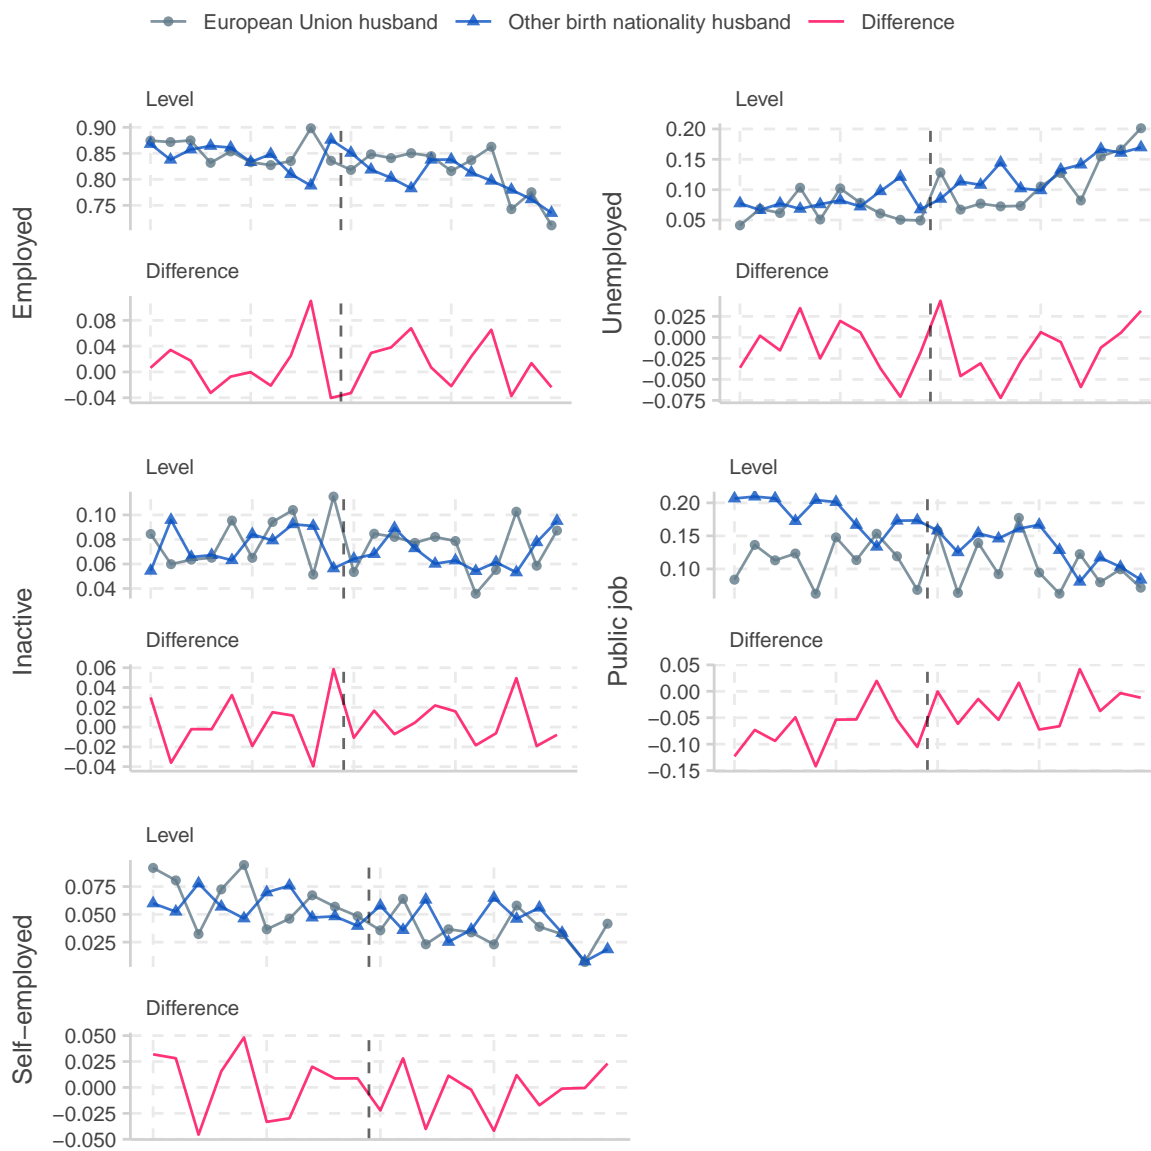 European Union husband
Other birth nationality husband
Difference
Employed
Level
0.90
0.85
0.80
0.75
Difference
0.08
0.04
0.00
−0.04
Unemployed
Level
0.20
0.15
0.10
0.05
Difference
0.025
0.000
−0.025
−0.050
−0.075
Inactive
Level
0.10
0.08
0.06
0.04
Difference
0.06
0.04
0.02
0.00
−0.02
−0.04
Public job
Level
0.20
0.15
0.10
Difference
0.05
0.00
−0.05
−0.10
−0.15
Self−employed
Level
0.075
0.050
0.025
Difference
0.050
0.025
0.000
−0.025
−0.050